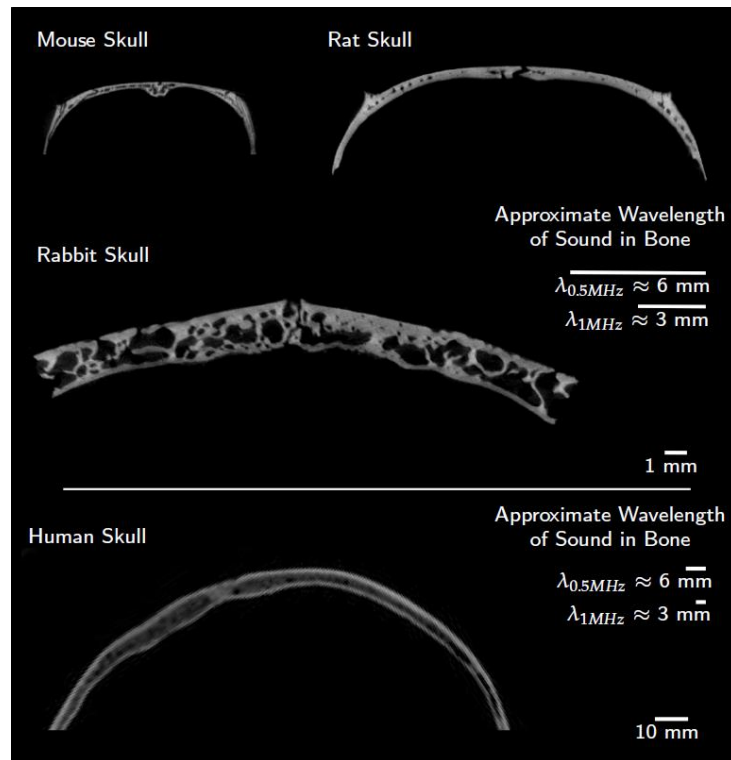 Mouse Skull
Rat Skull
Approximate Wavelength
of Sound in Bone
Rabbit Skull
λ0.5MHz ≈ 6 mm
λ1MHz ≈ 3 mm
1 mm
Approximate Wavelength
of Sound in Bone
Human Skull
λ0.5MHz ≈ 6 mm
λ1MHz ≈ 3 mm
10 mm